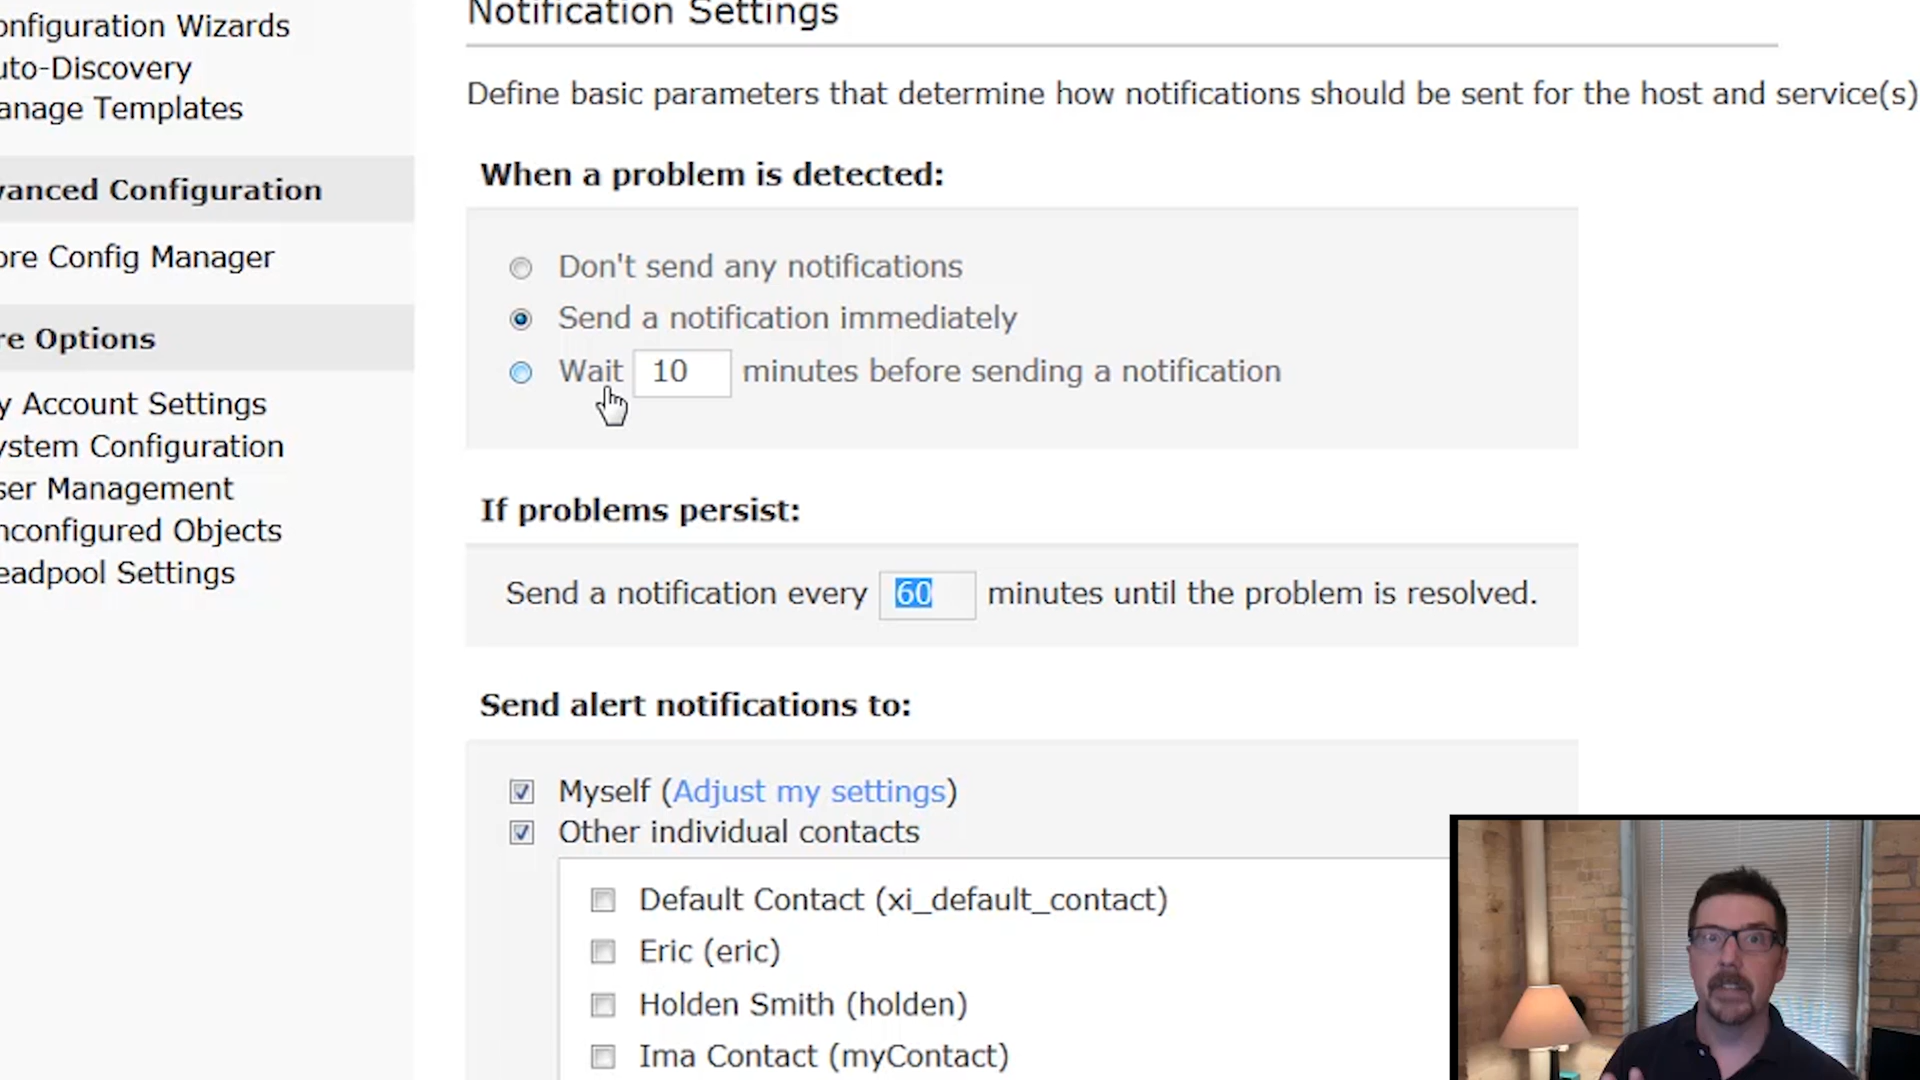 onfiguration Wizards
uto-Discovery
anage Templates
vanced Configuration
ore Config Manager
re Options
y Account Settings
ystem Configuration
ser Management
nconfigured Objects
eadpool Settings
Notification Settings
Define basic parameters that determine how notifications should be sent for the host and service(s)
When a problem is detected:
Don't send any notifications
Send a notification immediately
Wait 10 minutes before sending a notification
If problems persist:
Send a notification every 60 minutes until the problem is resolved.
Send alert notifications to:
Myself (Adjust my settings)
Other individual contacts
Default Contact (xi_default_contact)
Eric (eric)
Holden Smith (holden)
Ima Contact (myContact)